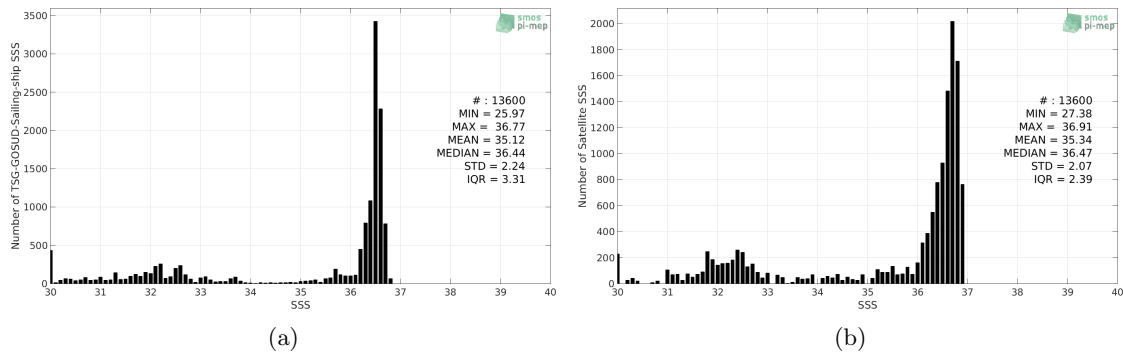 3500
3000
2500
2000
1500
1000
500
0
30 31 32 33 34 35 36 37 38 39 40
SSS
Number of TSG-GOSUD-Sailing-ship SSS
smos
pi-mep
# : 13600
MIN = 25.97
MAX = 36.77
MEAN = 35.12
MEDIAN = 36.44
STD = 2.24
IQR = 3.31
(a)
2000
1800
1600
1400
1200
1000
800
600
400
200
0
30 31 32 33 34 35 36 37 38 39 40
SSS
Number of Satellite SSS
smos
pi-mep
# : 13600
MIN = 27.38
MAX = 36.91
MEAN = 35.34
MEDIAN = 36.47
STD = 2.07
IQR = 2.39
(b)